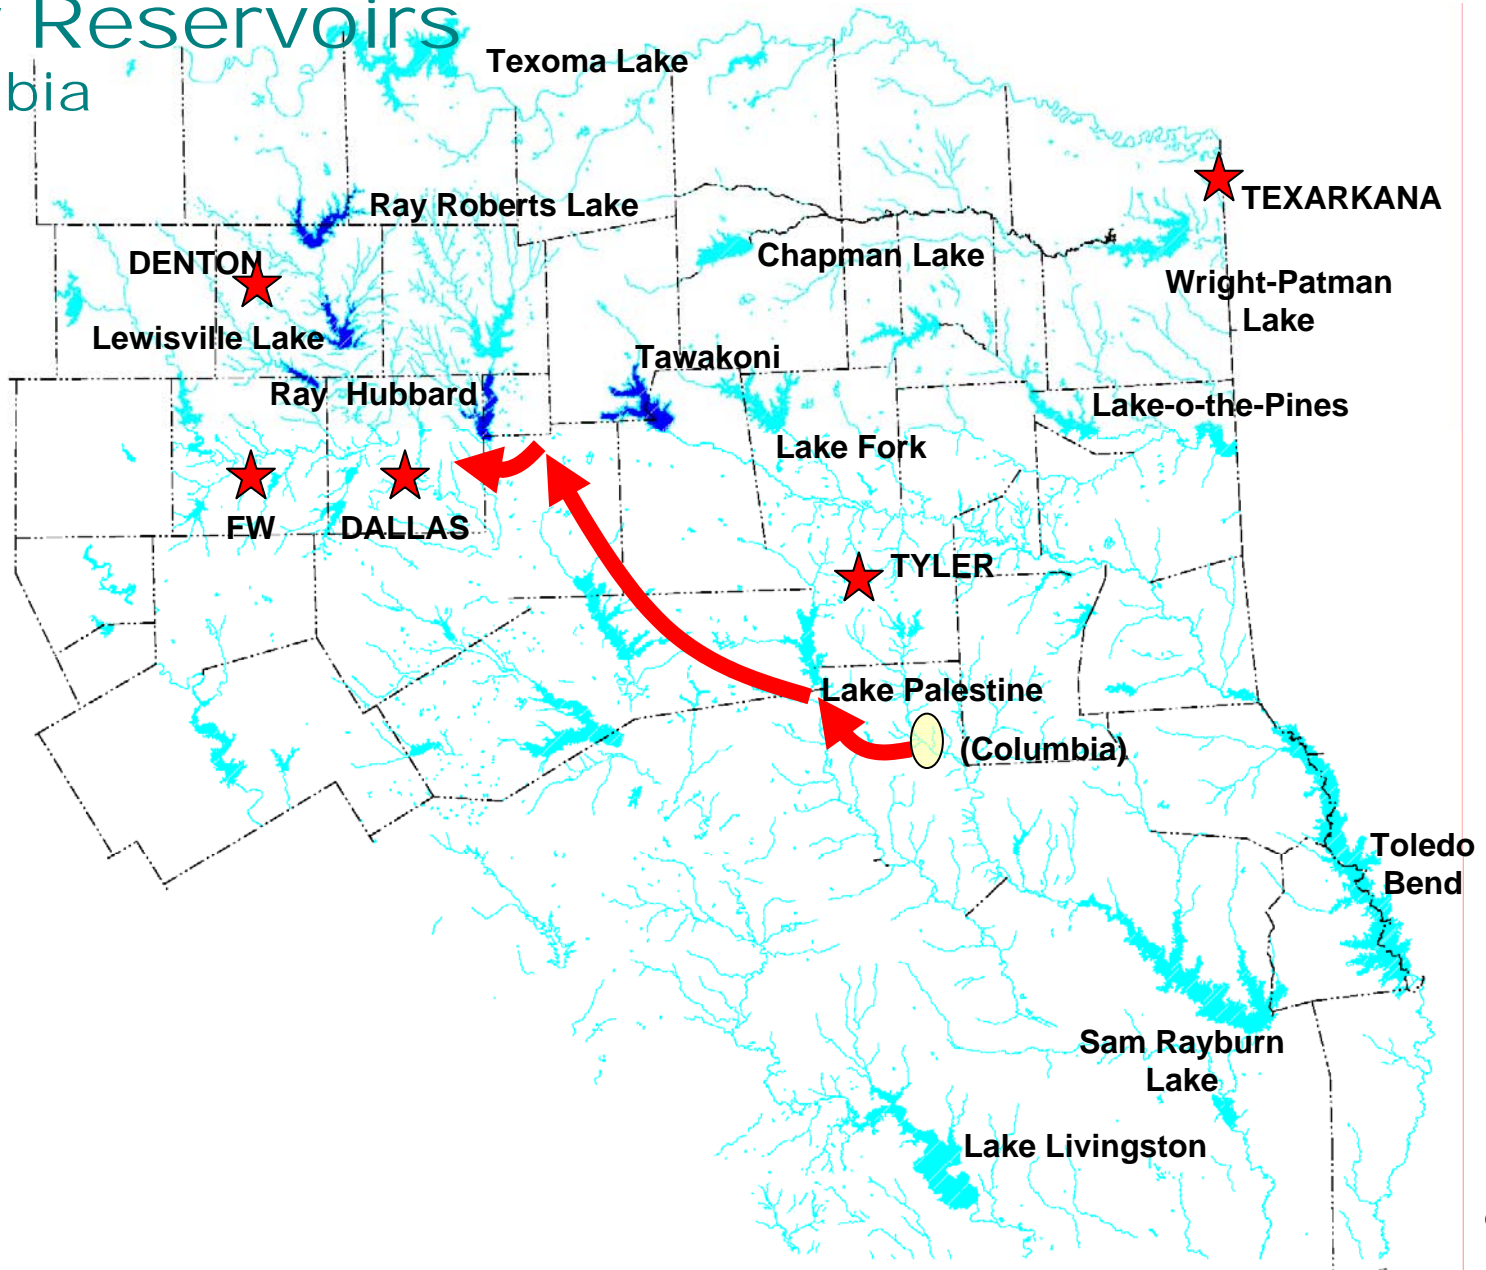 Reservoirs
bia
Texoma Lake
TEXARKANA
Ray Roberts Lake
DENTON
Chapman Lake
Wright-Patman
Lake
Lewisville Lake
Tawakoni
Ray Hubbard
Lake-o-the-Pines
Lake Fork
FW
DALLAS
TYLER
Lake Palestine
(Columbia)
Toledo
Bend
Sam Rayburn
Lake
Lake Livingston